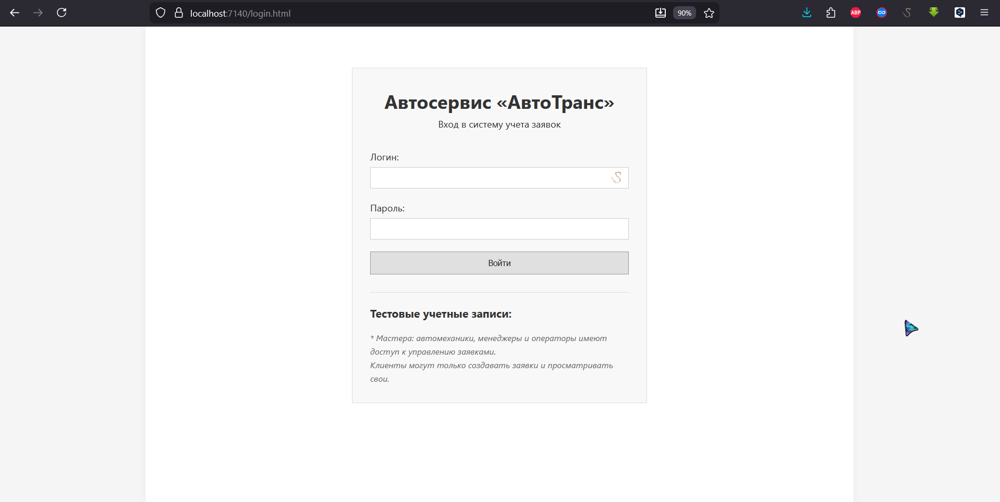 localhost:7140/login.html
90%
ABP
Автосервис «АвтоТранс»
Вход в систему учета заявок
Логин:
Пароль:
Войти
Тестовые учетные записи:
* Мастера: автомеханики, менеджеры и операторы имеют
доступ к управлению заявками.
Клиенты могут только создавать заявки и просматривать
свои.